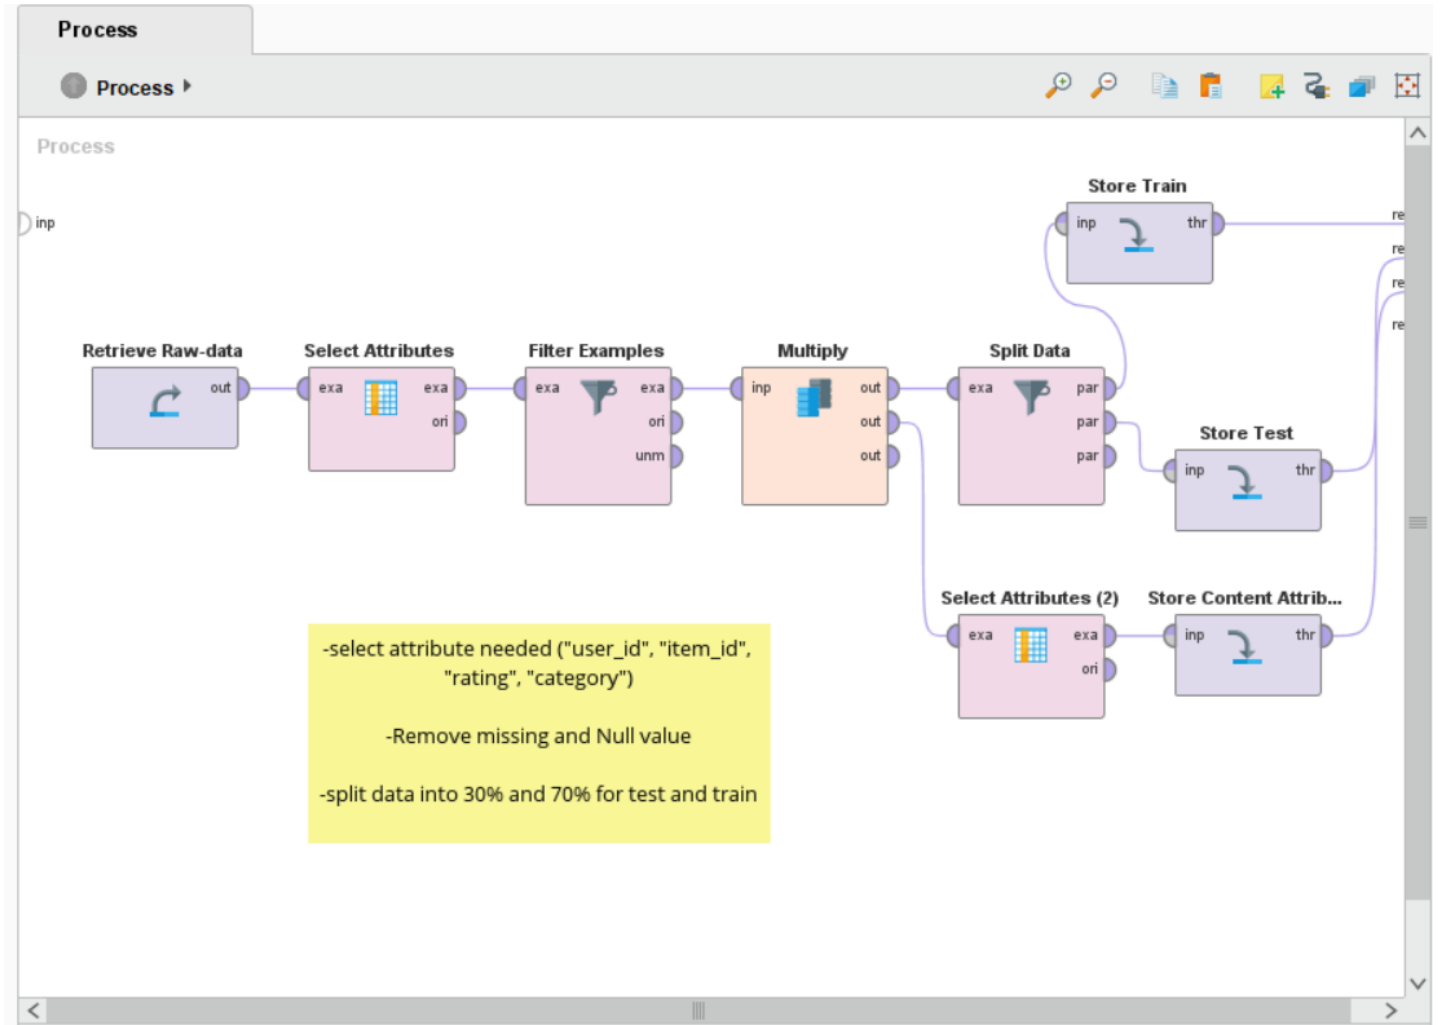 Process
Process
Process
inp
Store Train
inp
thr
re
re
re
re
Retrieve Raw-data
out
Select Attributes
exa
exa
ori
Filter Examples
exa
exa
ori
unm
Multiply
inp
out
out
out
Split Data
exa
par
par
par
Store Test
inp
thr
Select Attributes (2)
exa
exa
ori
Store Content Attrib...
inp
thr
-select attribute needed ("user_id", "item_id",
"rating", "category")
-Remove missing and Null value
-split data into 30% and 70% for test and train